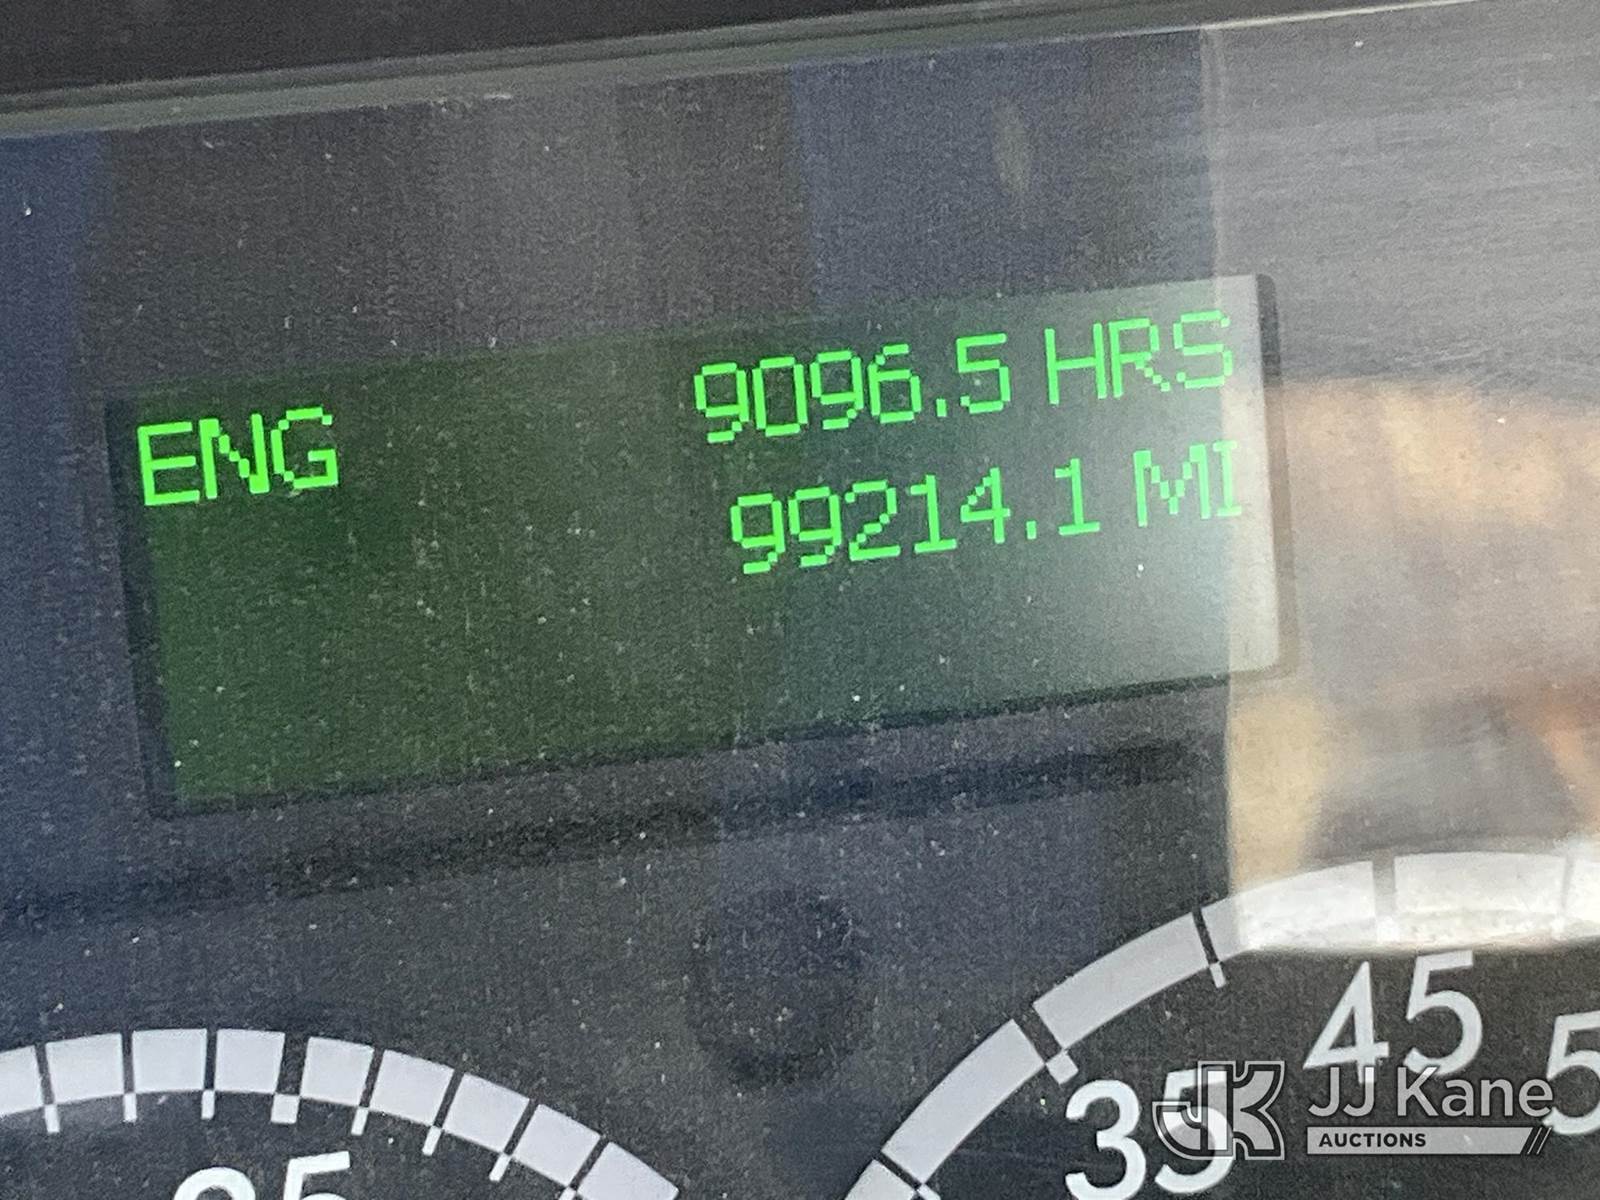 ENG 9096.5 HRS
99214.1 MI
45
35
JJ Kane
AUCTIONS